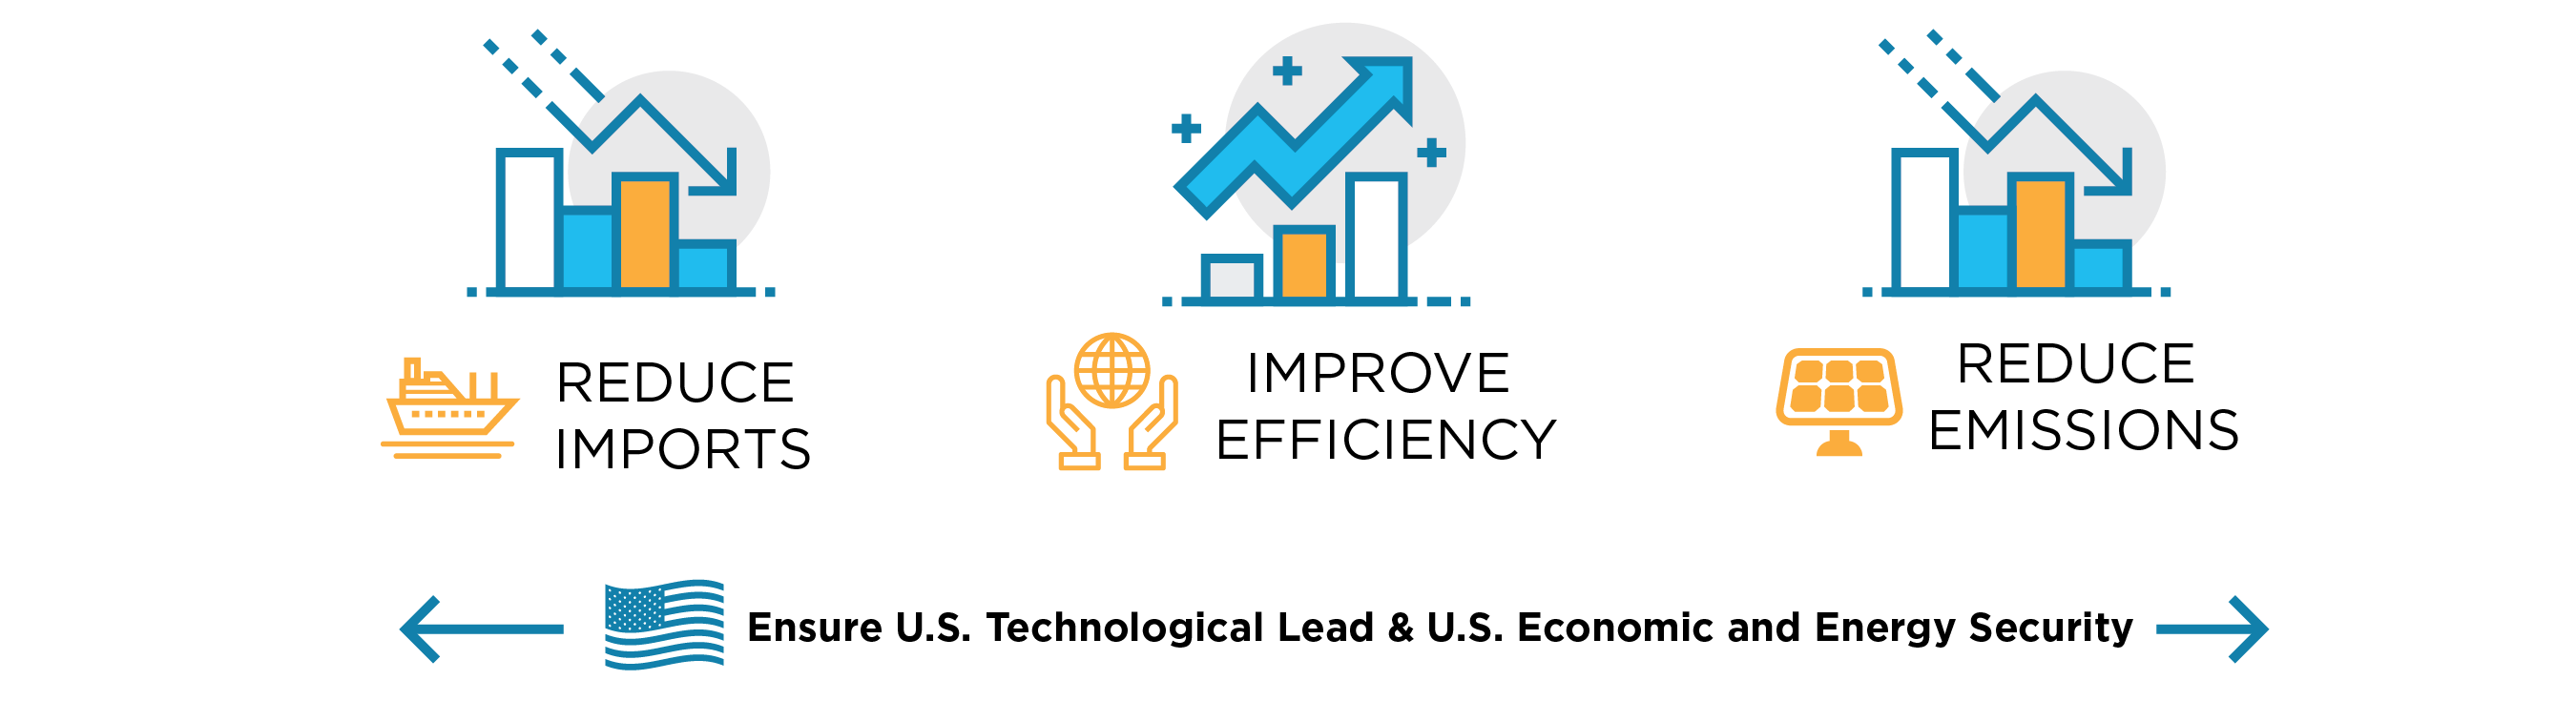 REDUCE
IMPORTS
IMPROVE
EFFICIENCY
REDUCE
EMISSIONS
Ensure U.S. Technological Lead & U.S. Economic and Energy Security